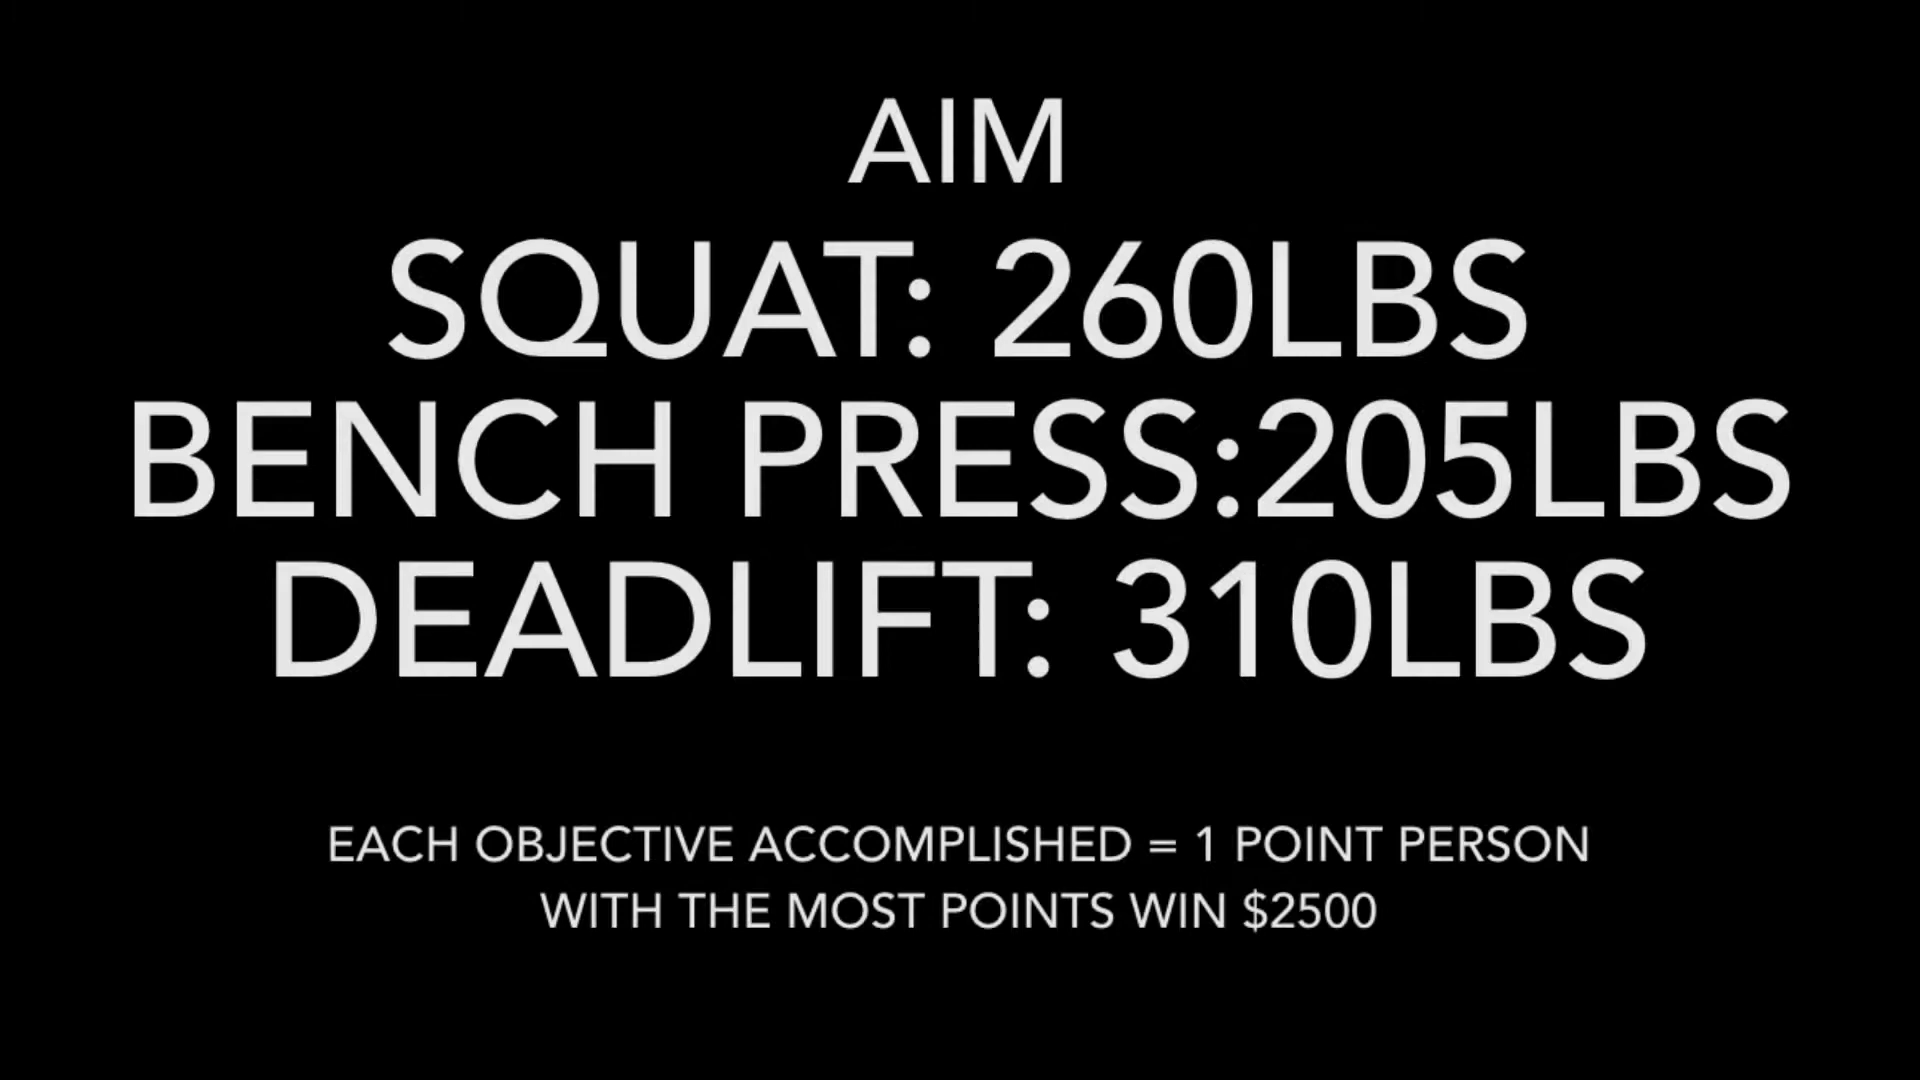 AIM
SQUAT: 260LBS
BENCH PRESS:205LBS
DEADLIFT: 310LBS
EACH OBJECTIVE ACCOMPLISHED = 1 POINT PERSON
WITH THE MOST POINTS WIN $2500